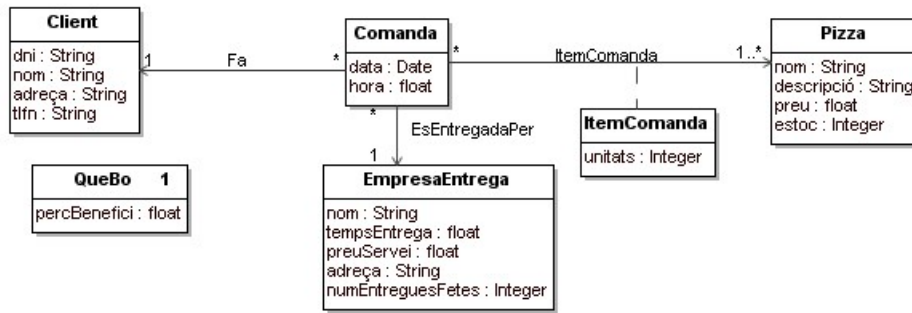 Client
dni : String
nom : String
adreça : String
tlfn : String
1
Fa
*
Comanda
data : Date
hora : float
*
ItemComanda
1..*
Pizza
nom : String
descripció : String
preu : float
estoc : Integer
ItemComanda
unitats : Integer
*
EsEntregadaPer
1
QueBo 1
percBenefici : float
EmpresaEntrega
nom : String
tempsEntrega : float
preuServei : float
adreça : String
numEntreguesFetes : Integer